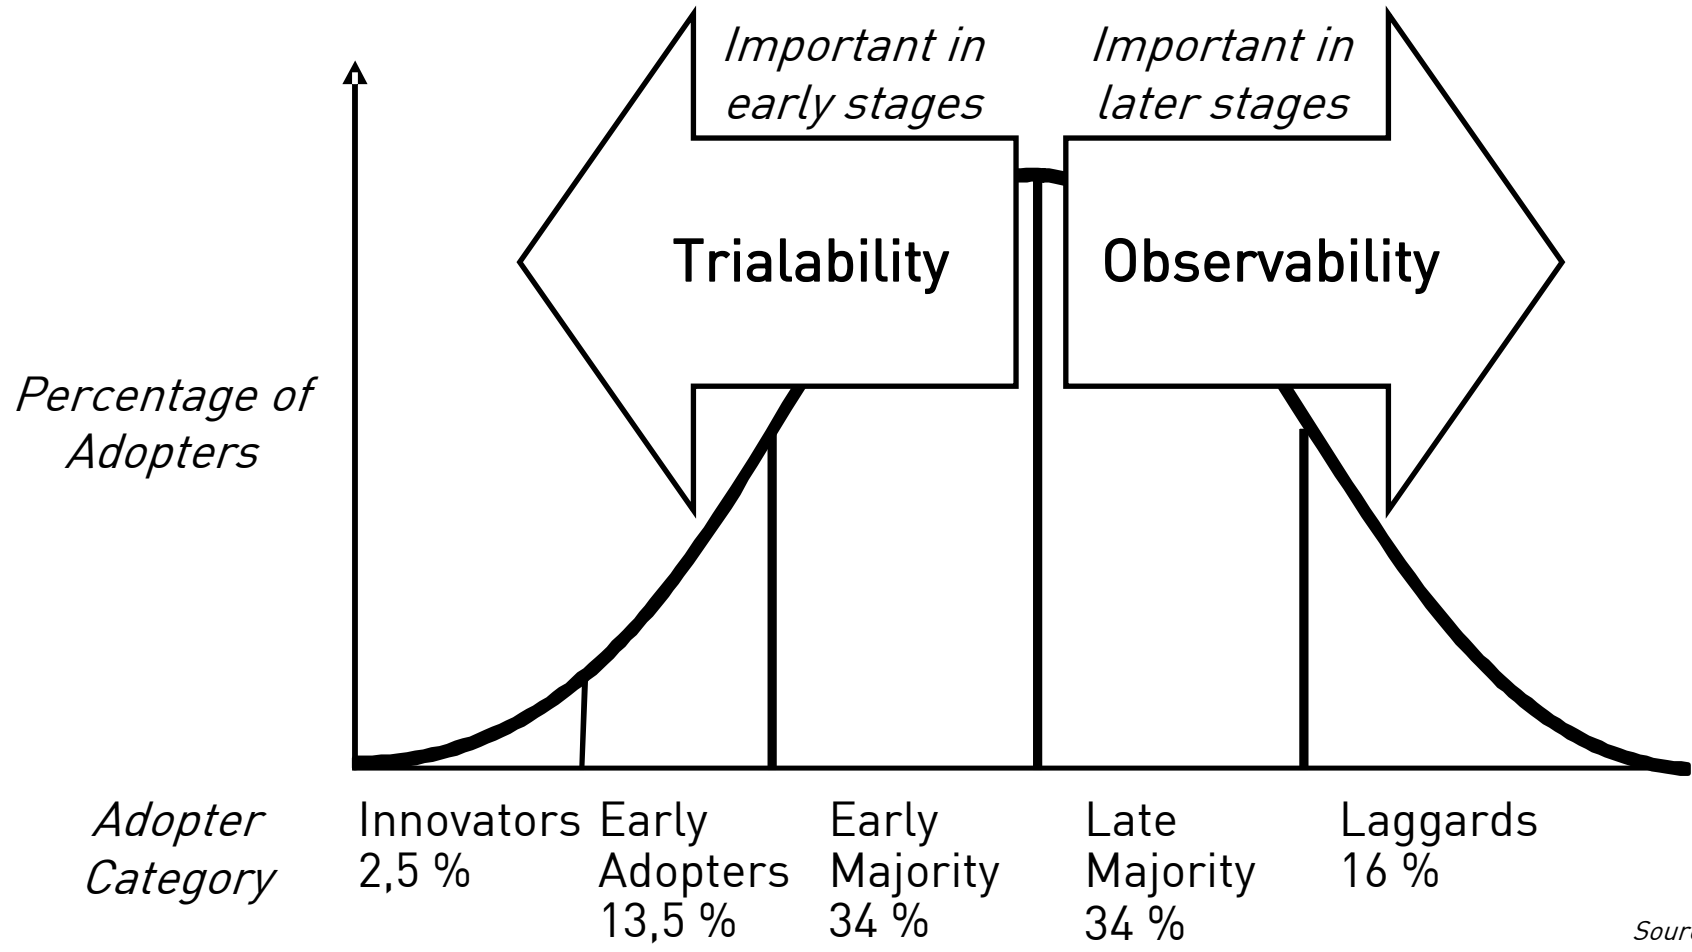 Important in
early stages
Important in
later stages
Trialability
Observability
Percentage of
Adopters
Adopter
Category
Innovators
2,5 %
Early
Adopters
13,5 %
Early
Majority
34 %
Late
Majority
34 %
Laggards
16 %